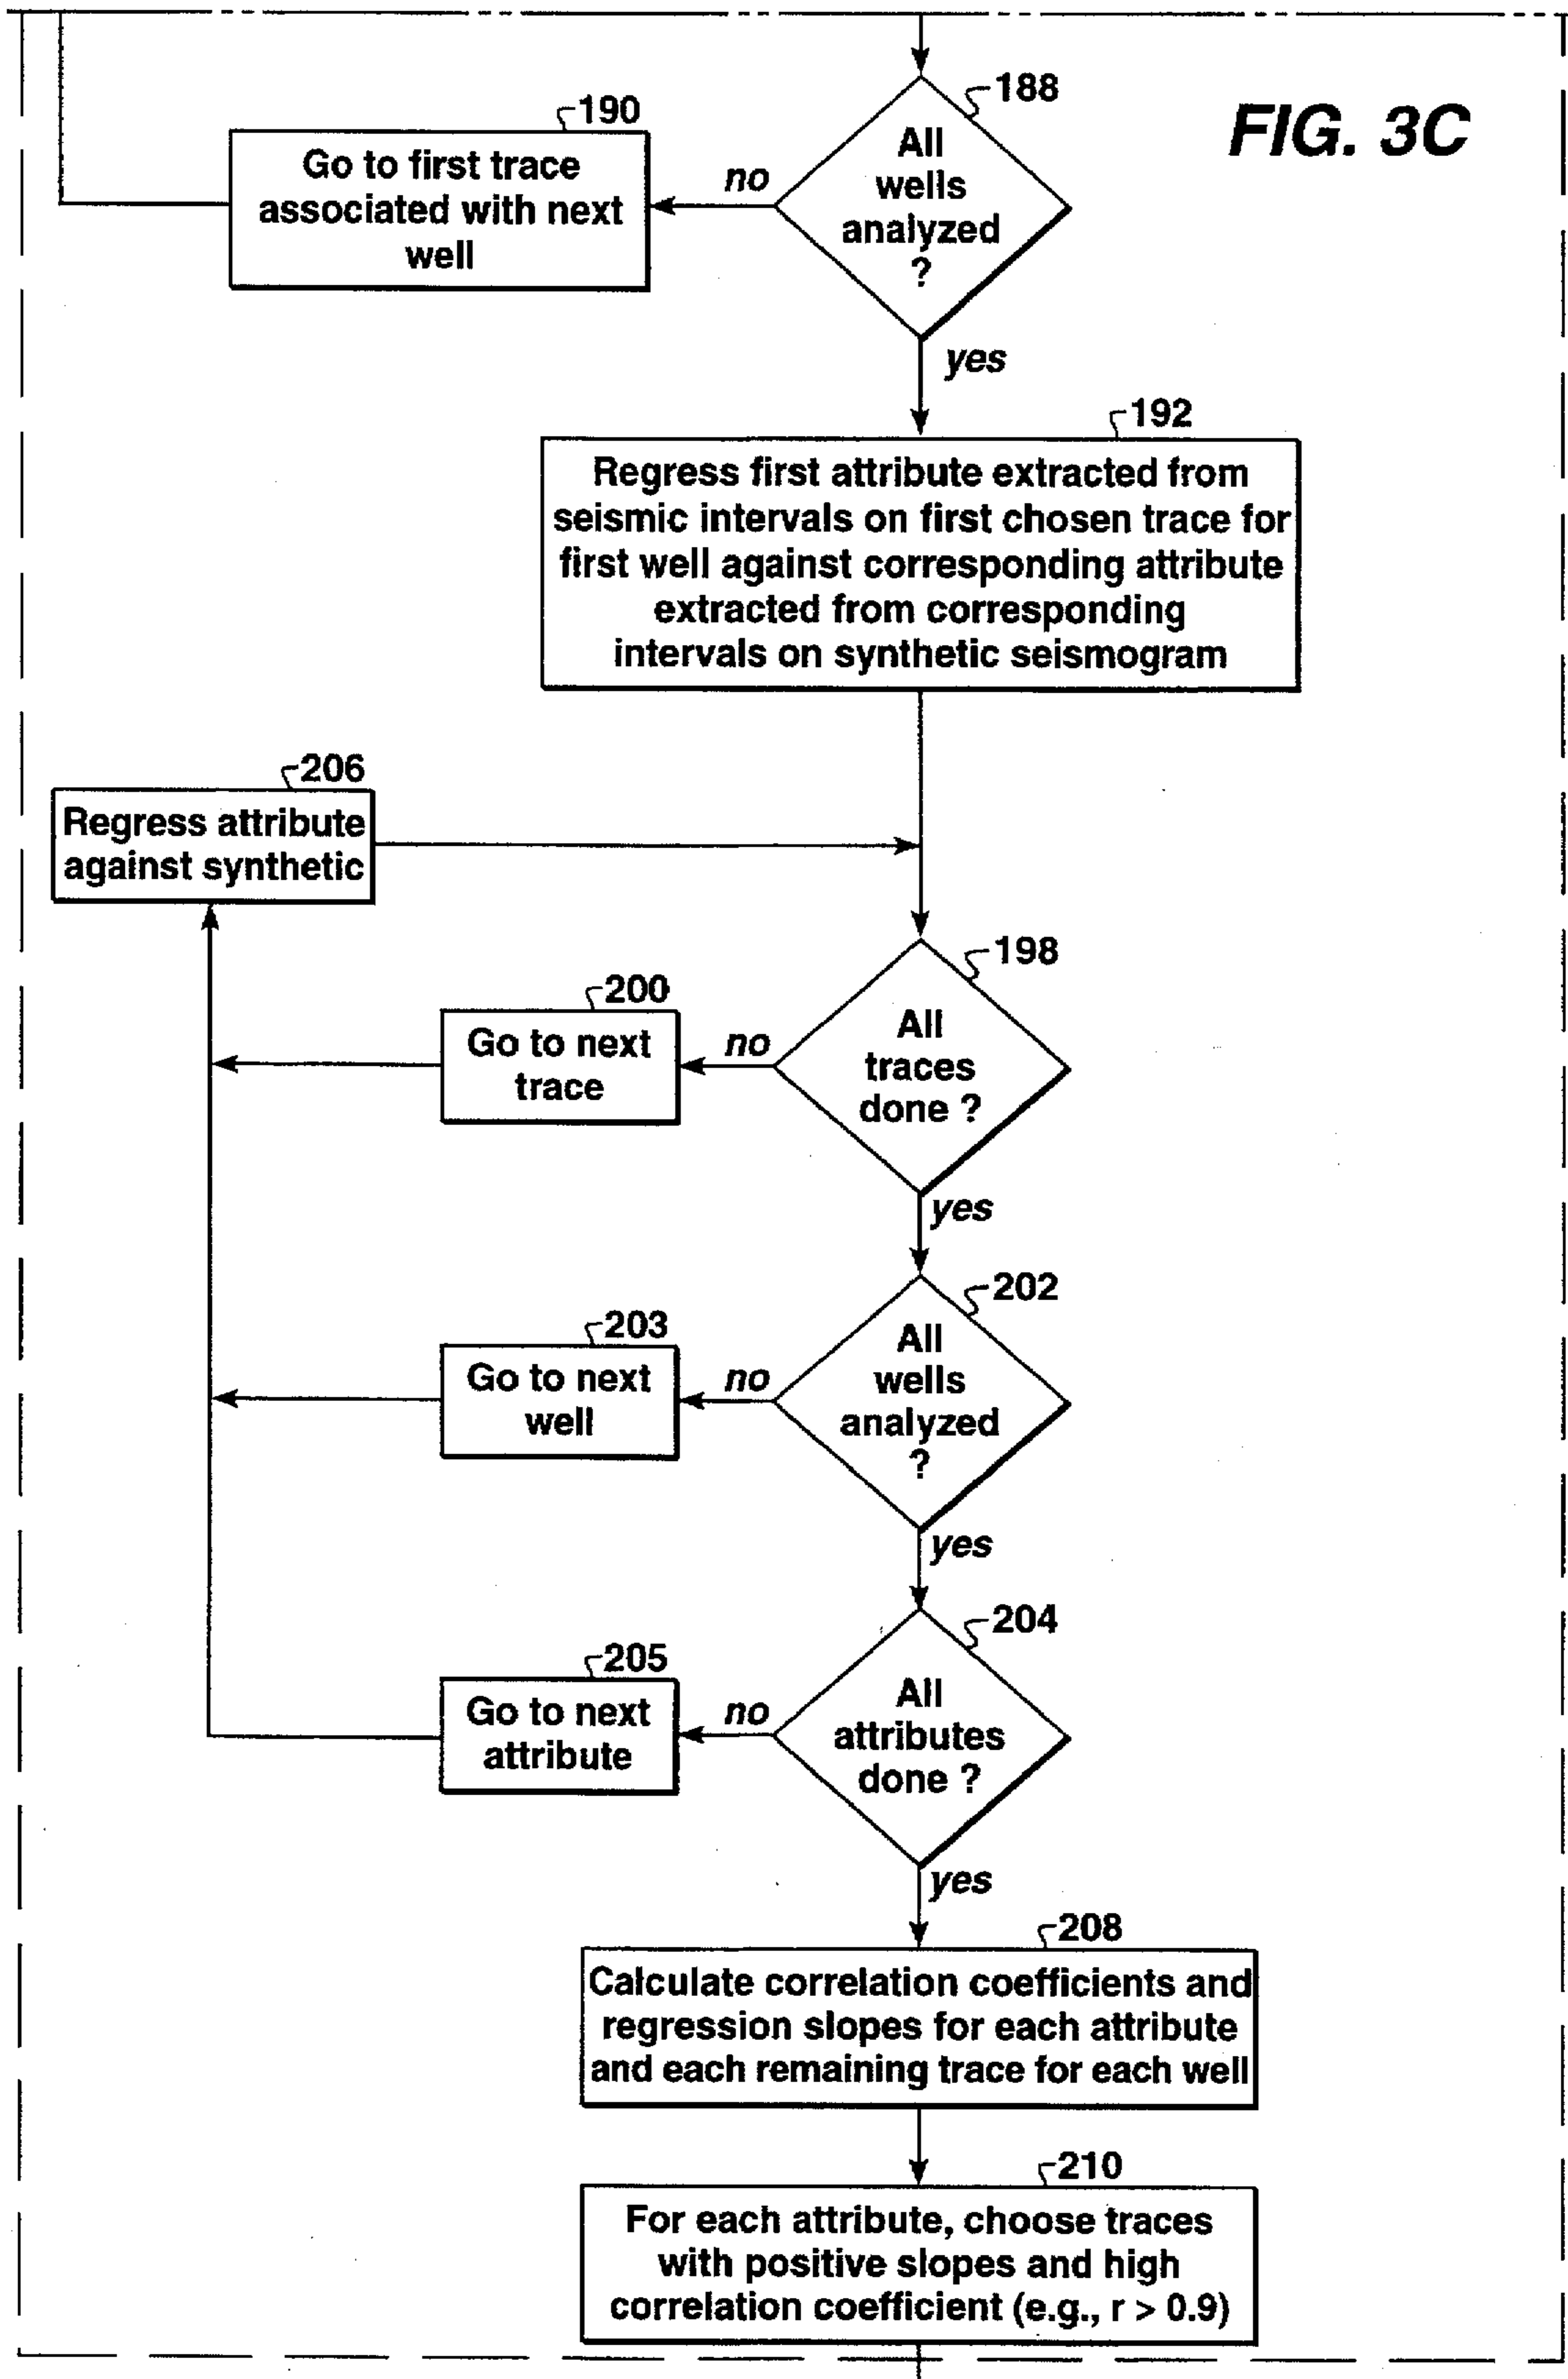 FIG. 3C
188
All
wells
analyzed
?
no
190
Go to first trace
associated with next
well
yes
192
Regress first attribute extracted from
seismic intervals on first chosen trace for
first well against corresponding attribute
extracted from corresponding
intervals on synthetic seismogram
206
Regress attribute
against synthetic
198
All
traces
done ?
no
200
Go to next
trace
yes
202
All
wells
analyzed
?
no
203
Go to next
well
yes
204
All
attributes
done ?
no
205
Go to next
attribute
yes
208
Calculate correlation coefficients and
regression slopes for each attribute
and each remaining trace for each well
210
For each attribute, choose traces
with positive slopes and high
correlation coefficient (e.g., r > 0.9)